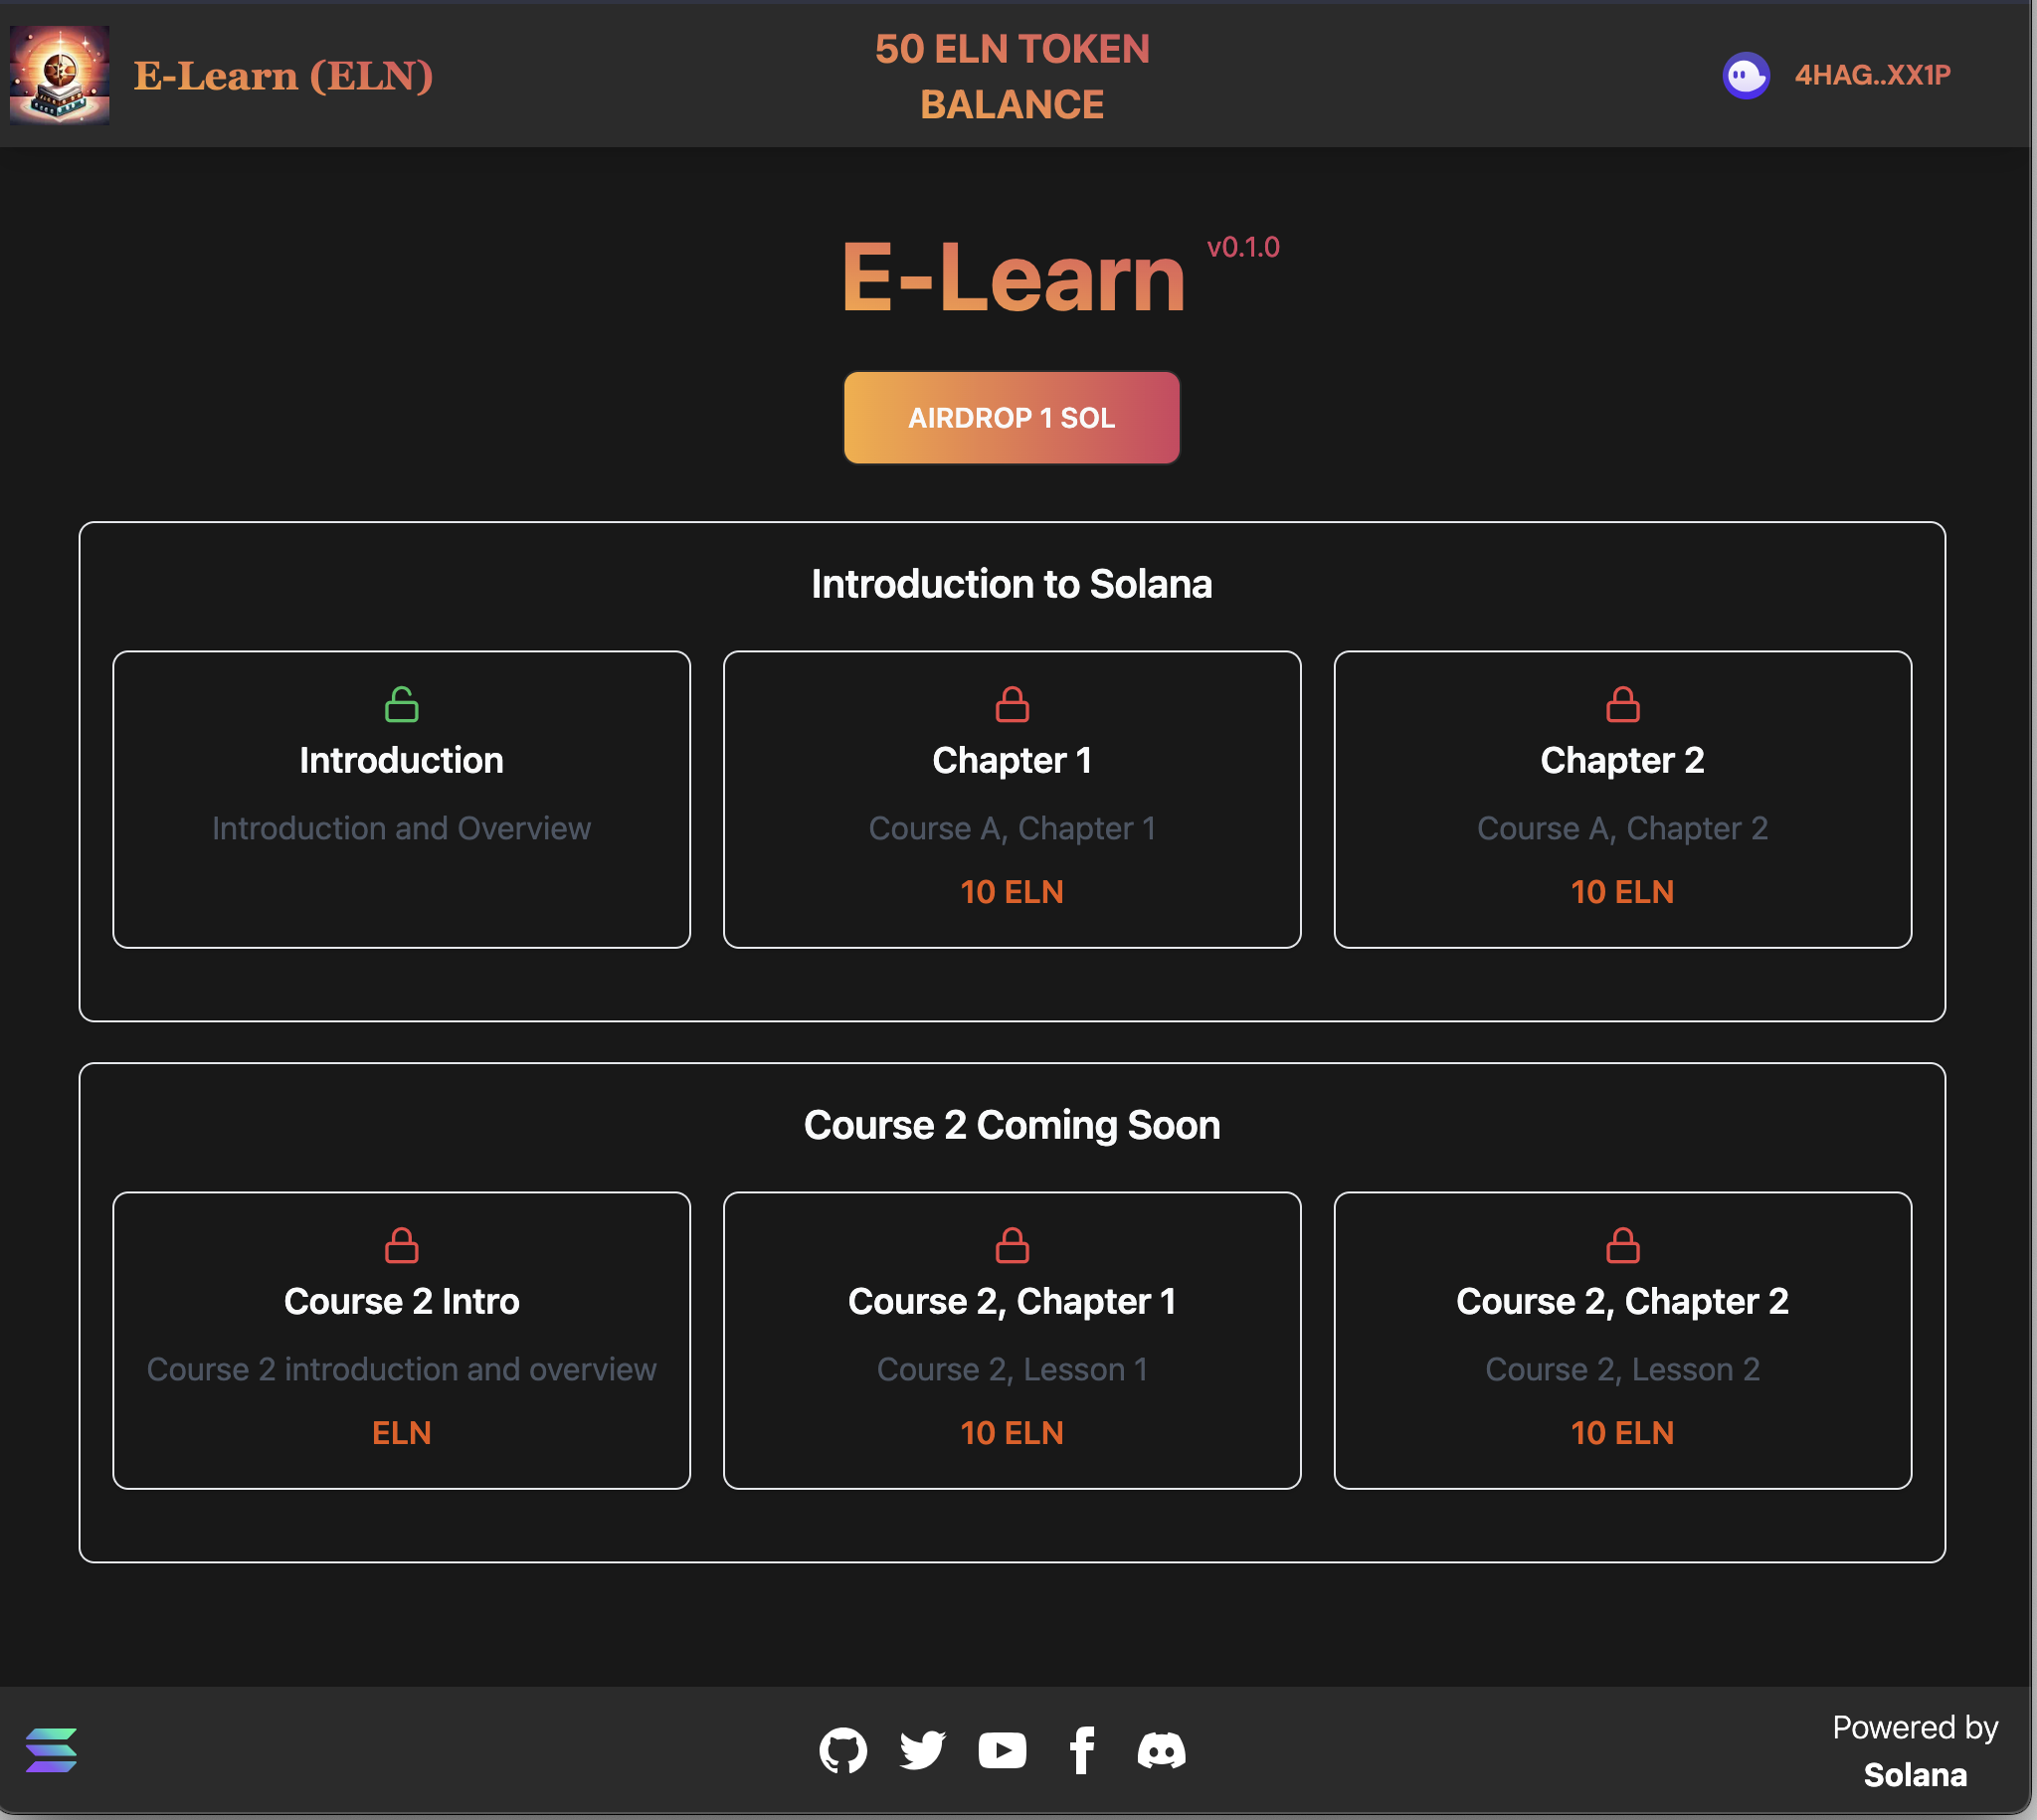 E-Learn (ELN)
50 ELN TOKEN
BALANCE
4HAG..XX1P
E-Learn
v0.1.0
AIRDROP 1 SOL
Introduction to Solana
Introduction
Introduction and Overview
Chapter 1
Course A, Chapter 1
10 ELN
Chapter 2
Course A, Chapter 2
10 ELN
Course 2 Coming Soon
Course 2 Intro
Course 2 introduction and overview
ELN
Course 2, Chapter 1
Course 2, Lesson 1
10 ELN
Course 2, Chapter 2
Course 2, Lesson 2
10 ELN
Powered by
Solana